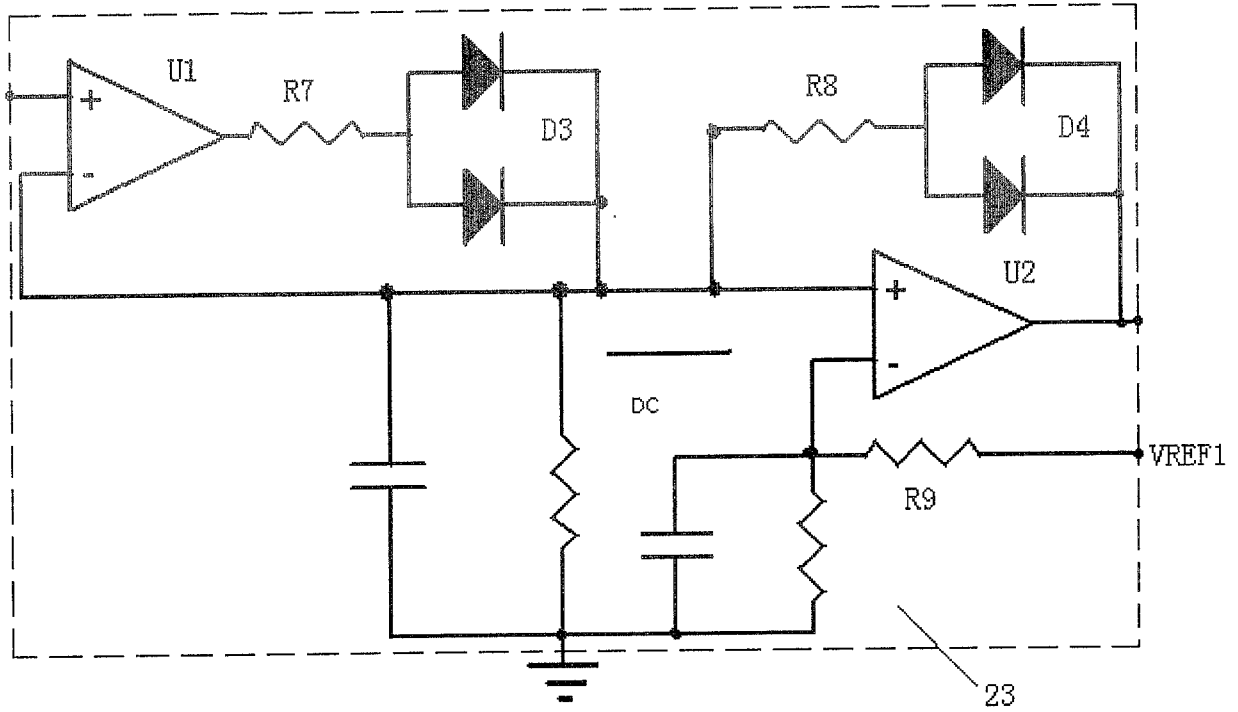 U1
R7
D3
R8
D4
+
-
U2
+
-
DC
VREF1
R9
23